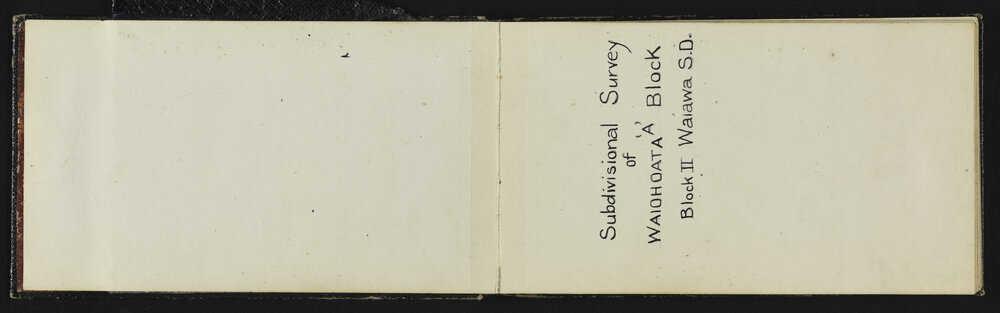 Subdivisional Survey
of
WAIOHOATA 'A' Block
Block II Waiawa S.D.